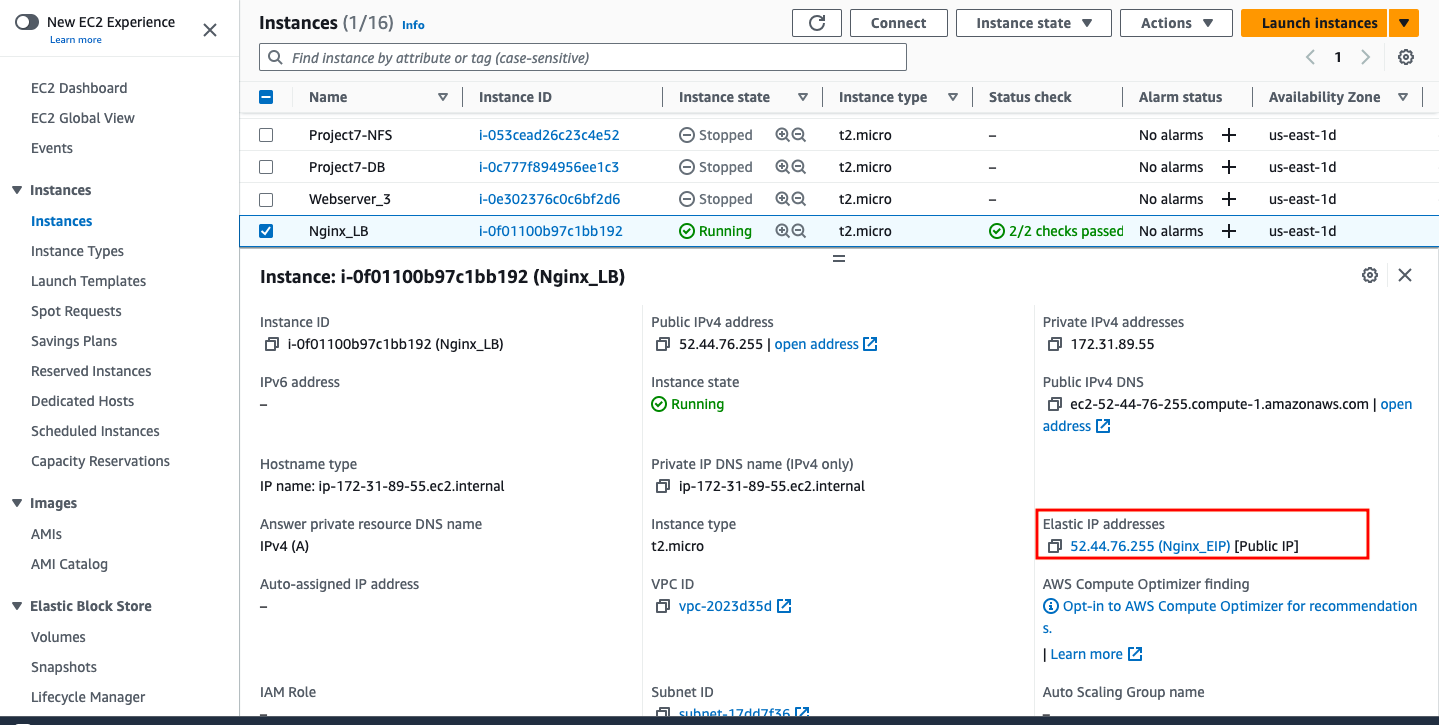 New EC2 Experience
Learn more
EC2 Dashboard
EC2 Global View
Events
Instances
Instances
Instance Types
Launch Templates
Spot Requests
Savings Plans
Reserved Instances
Dedicated Hosts
Scheduled Instances
Capacity Reservations
Images
AMIs
AMI Catalog
Elastic Block Store
Volumes
Snapshots
Lifecycle Manager
Instances (1/16) Info
Connect
Instance state
Actions
Launch instances
Find instance by attribute or tag (case-sensitive)
1
Name Instance ID Instance state Instance type Status check Alarm status Availability Zone
Project7-NFS i-053cead26c23c4e52 Stopped t2.micro – No alarms + us-east-1d
Project7-DB i-0c777f894956ee1c3 Stopped t2.micro – No alarms + us-east-1d
Webserver_3 i-0e302376c0c6bf2d6 Stopped t2.micro – No alarms + us-east-1d
Nginx_LB i-0f01100b97c1bb192 Running t2.micro 2/2 checks passed No alarms + us-east-1d
Instance: i-0f01100b97c1bb192 (Nginx_LB)
Instance ID
i-0f01100b97c1bb192 (Nginx_LB)
Public IPv4 address
52.44.76.255 | open address
Private IPv4 addresses
172.31.89.55
IPv6 address
–
Instance state
Running
Public IPv4 DNS
ec2-52-44-76-255.compute-1.amazonaws.com | open
address
Hostname type
IP name: ip-172-31-89-55.ec2.internal
Private IP DNS name (IPv4 only)
ip-172-31-89-55.ec2.internal
Answer private resource DNS name
IPv4 (A)
Instance type
t2.micro
Elastic IP addresses
52.44.76.255 (Nginx_EIP) [Public IP]
Auto-assigned IP address
–
VPC ID
vpc-2023d35d
AWS Compute Optimizer finding
Opt-in to AWS Compute Optimizer for recommendation
s.
| Learn more
IAM Role
–
Subnet ID
subnet-17dd7f36
Auto Scaling Group name
–